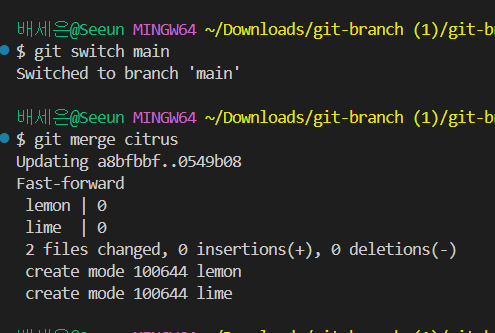 배세은@Seeun MINGW64 ~/Downloads/git-branch (1)/git-b
$ git switch main
Switched to branch 'main'
배세은@Seeun MINGW64 ~/Downloads/git-branch (1)/git-b
$ git merge citrus
Updating a8bfbbf..0549b08
Fast-forward
lemon | 0
lime | 0
2 files changed, 0 insertions(+), 0 deletions(-)
create mode 100644 lemon
create mode 100644 lime